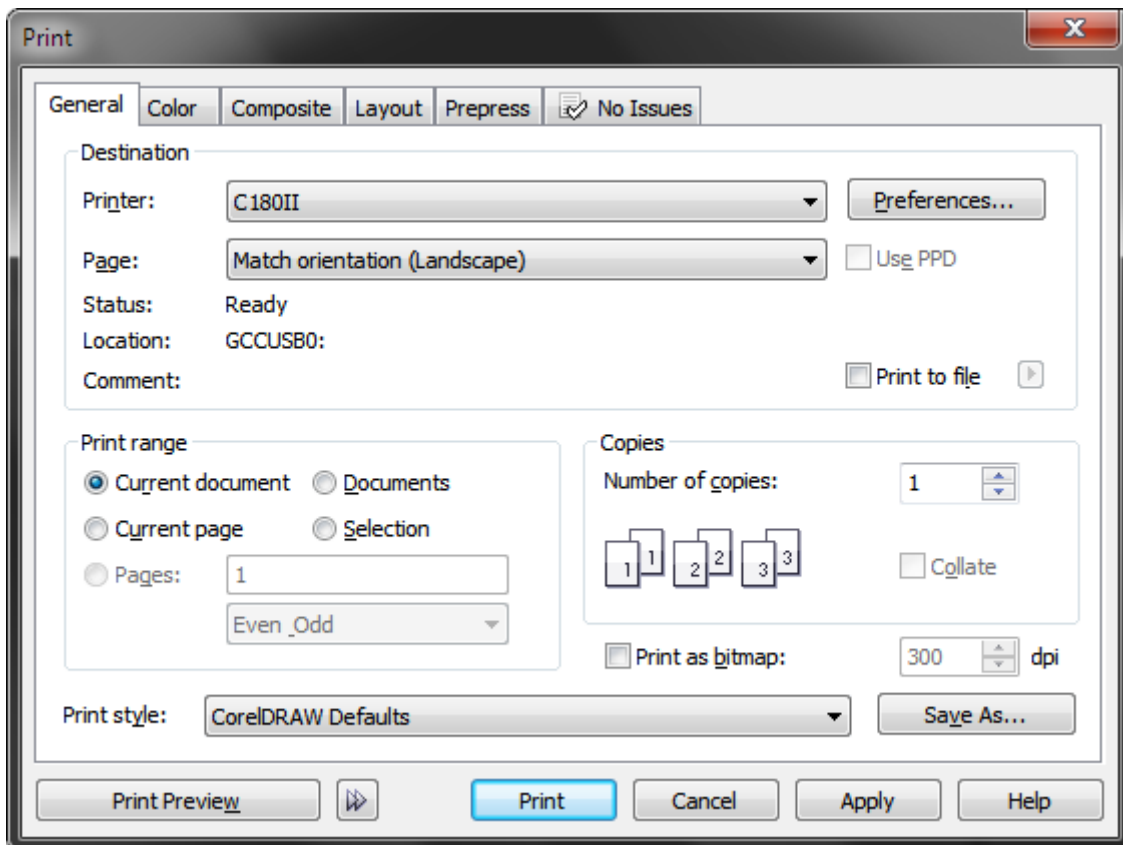 Print
General Color Composite Layout Prepress No Issues
Destination
Printer: C180II Preferences...
Page: Match orientation (Landscape) Use PPD
Status: Ready
Location: GCCUSB0:
Comment: Print to file
Print range
Current document Documents
Current page Selection
Pages: 1
Even _Odd
Copies
Number of copies: 1
1 1 2 2 3 3 Collate
Print as bitmap: 300 dpi
Print style: CorelDRAW Defaults Save As...
Print Preview Print Cancel Apply Help